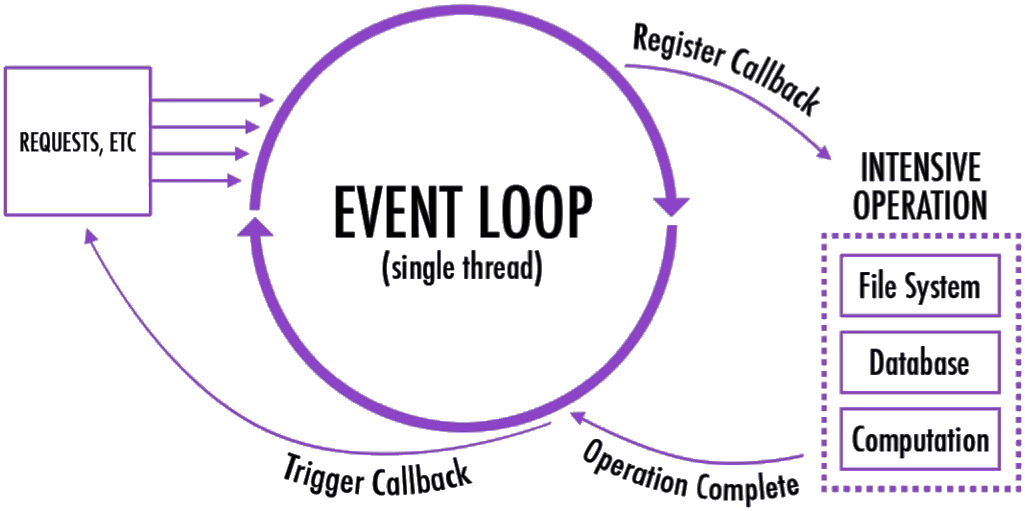 REQUESTS, ETC
EVENT LOOP
(single thread)
Register Callback
INTENSIVE
OPERATION
File System
Database
Computation
Operation Complete
Trigger Callback